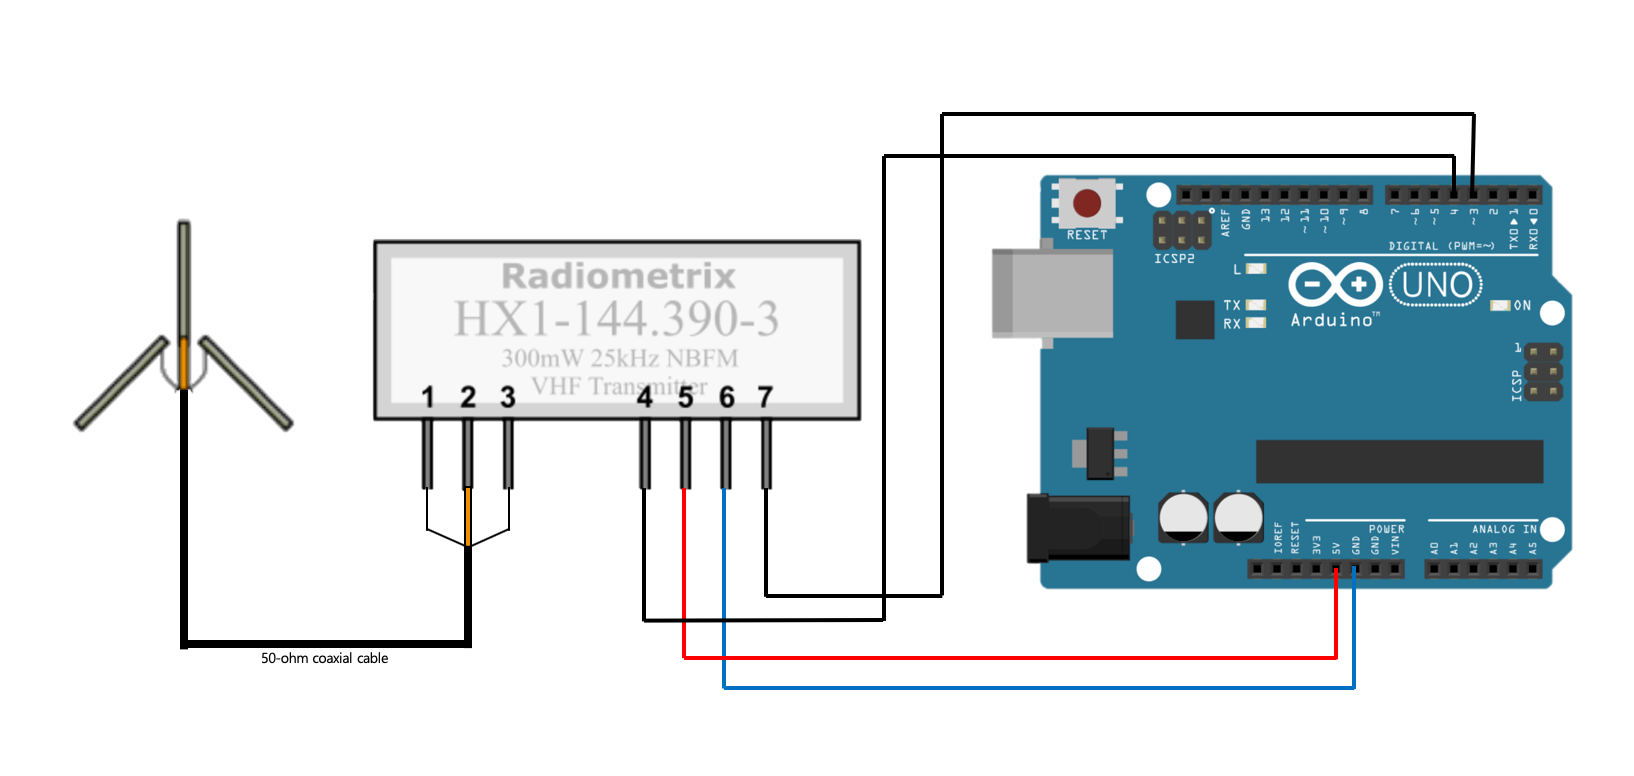 Radiometrix
HX1-144.390-3
300mW 25kHz NBFM
VHF Transmitter
1 2 3 4 5 6 7
50-ohm coaxial cable
RESET
ICSP2
AREF
GND
13
12
~11
~10
~9
8
7
~6
~5
4
~3
2
TX0▶1
RX0◀0
DIGITAL (PWM=~)
L
TX
RX
UNO
Arduino™
ON
1
ICSP
POWER
ANALOG IN
IOREF
RESET
3V3
5V
GND
GND
VIN
A0
A1
A2
A3
A4
A5